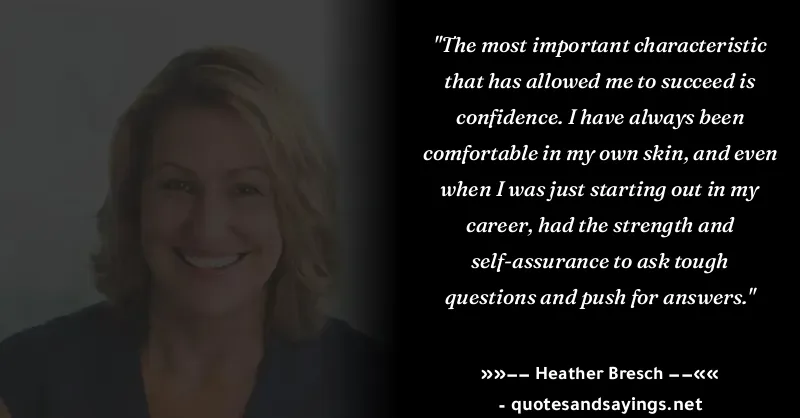 "The most important characteristic
that has allowed me to succeed is
confidence. I have always been
comfortable in my own skin, and even
when I was just starting out in my
career, had the strength and
self-assurance to ask tough
questions and push for answers."
»»−− Heather Bresch −−««
- quotesandsayings.net